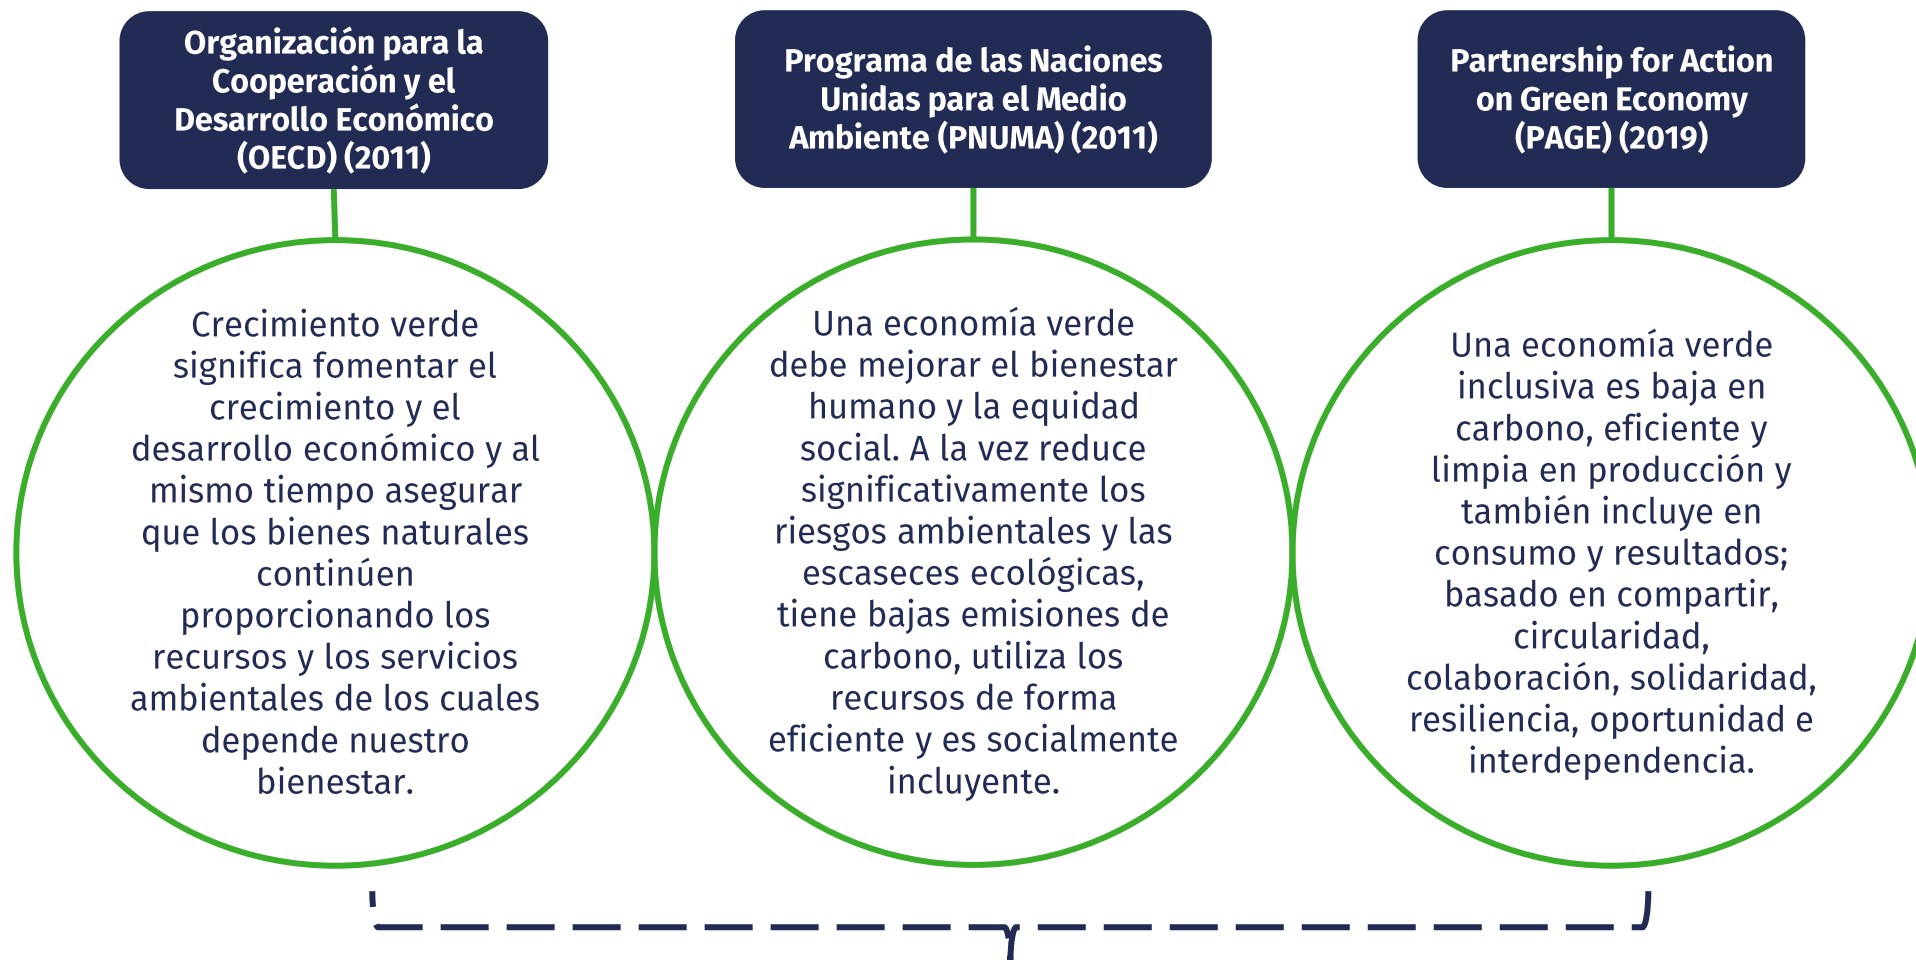 Organización para la
Cooperación y el
Desarrollo Económico
(OECD) (2011)
Crecimiento verde
significa fomentar el
crecimiento y el
desarrollo económico y al
mismo tiempo asegurar
que los bienes naturales
continúen
proporcionando los
recursos y los servicios
ambientales de los cuales
depende nuestro
bienestar.
Programa de las Naciones
Unidas para el Medio
Ambiente (PNUMA) (2011)
Una economía verde
debe mejorar el bienestar
humano y la equidad
social. A la vez reduce
significativamente los
riesgos ambientales y las
escaseces ecológicas,
tiene bajas emisiones de
carbono, utiliza los
recursos de forma
eficiente y es socialmente
incluyente.
Partnership for Action
on Green Economy
(PAGE) (2019)
Una economía verde
inclusiva es baja en
carbono, eficiente y
limpia en producción y
también incluye en
consumo y resultados;
basado en compartir,
circularidad,
colaboración, solidaridad,
resiliencia, oportunidad e
interdependencia.